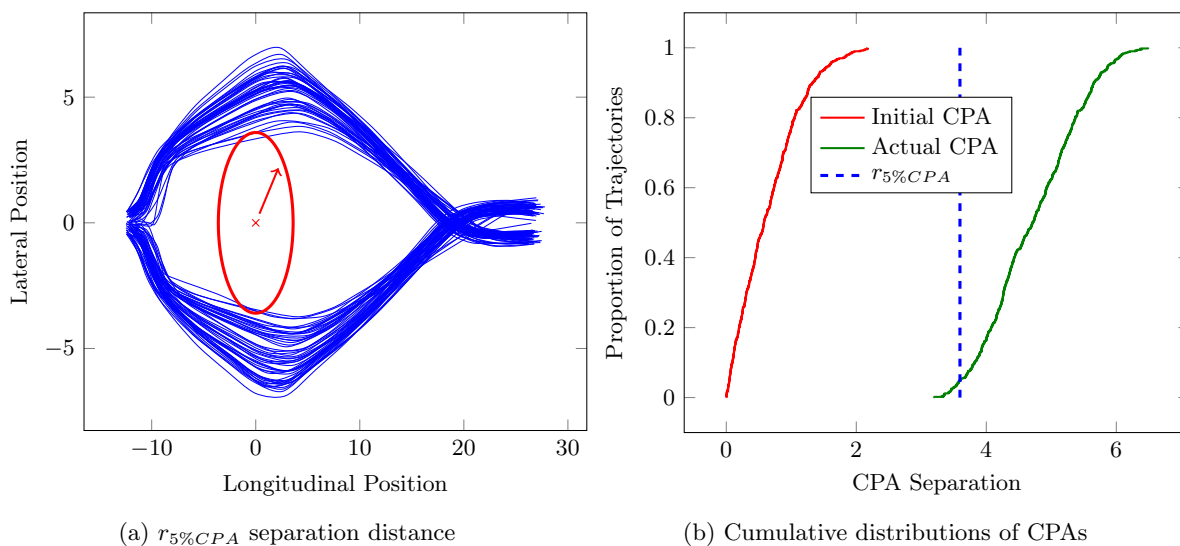 5
0
−5
−10
0
10
20
30
Lateral Position
Longitudinal Position
(a) r5%CPA separation distance
1
0.8
0.6
0.4
0.2
0
0
2
4
6
Proportion of Trajectories
Initial CPA
Actual CPA
r5%CPA
CPA Separation
(b) Cumulative distributions of CPAs